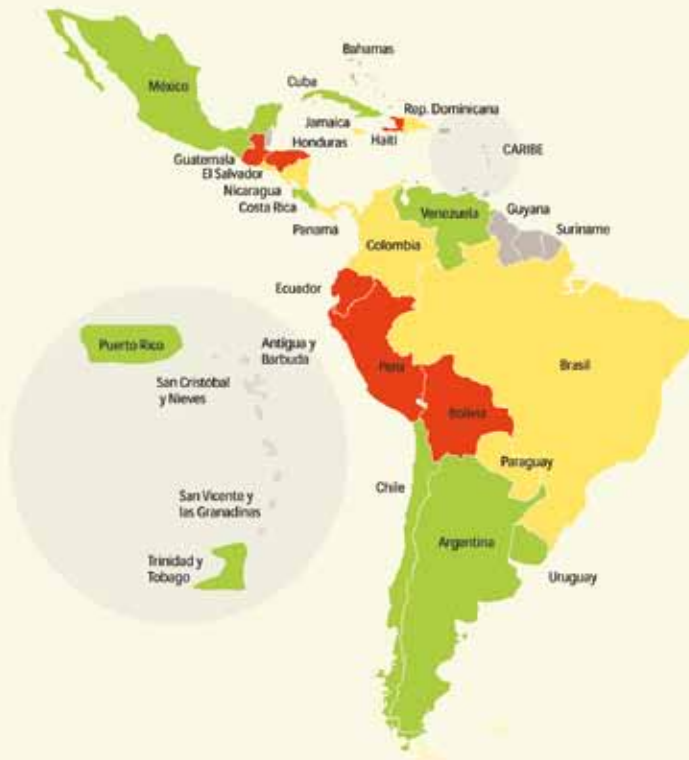 Bahamas
México
Cuba
Rep. Dominicana
Jamaica
Honduras
Haiti
CARIBE
Guatemala
El Salvador
Nicaragua
Costa Rica
Panamá
Venezuela
Guyana
Suriname
Colombia
Ecuador
Puerto Rico
Antigua y
Barbuda
Perú
Brasil
San Cristóbal
y Nieves
Bolivia
Paraguay
Chile
San Vicente y
las Granadinas
Argentina
Trinidad y
Tobago
Uruguay